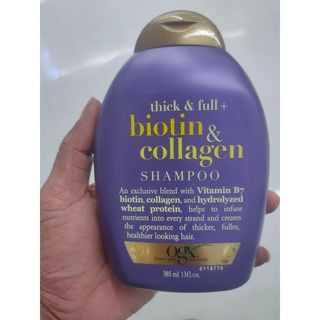 thick & full +
biotin &
collagen
SHAMPOO
An exclusive blend with Vitamin B7
biotin, collagen, and hydrolyzed
wheat protein, helps to infuse
nutrients into every strand and creates
the appearance of thicker, fuller,
healthier looking hair.
ogx
385 ml 13fl.oz.